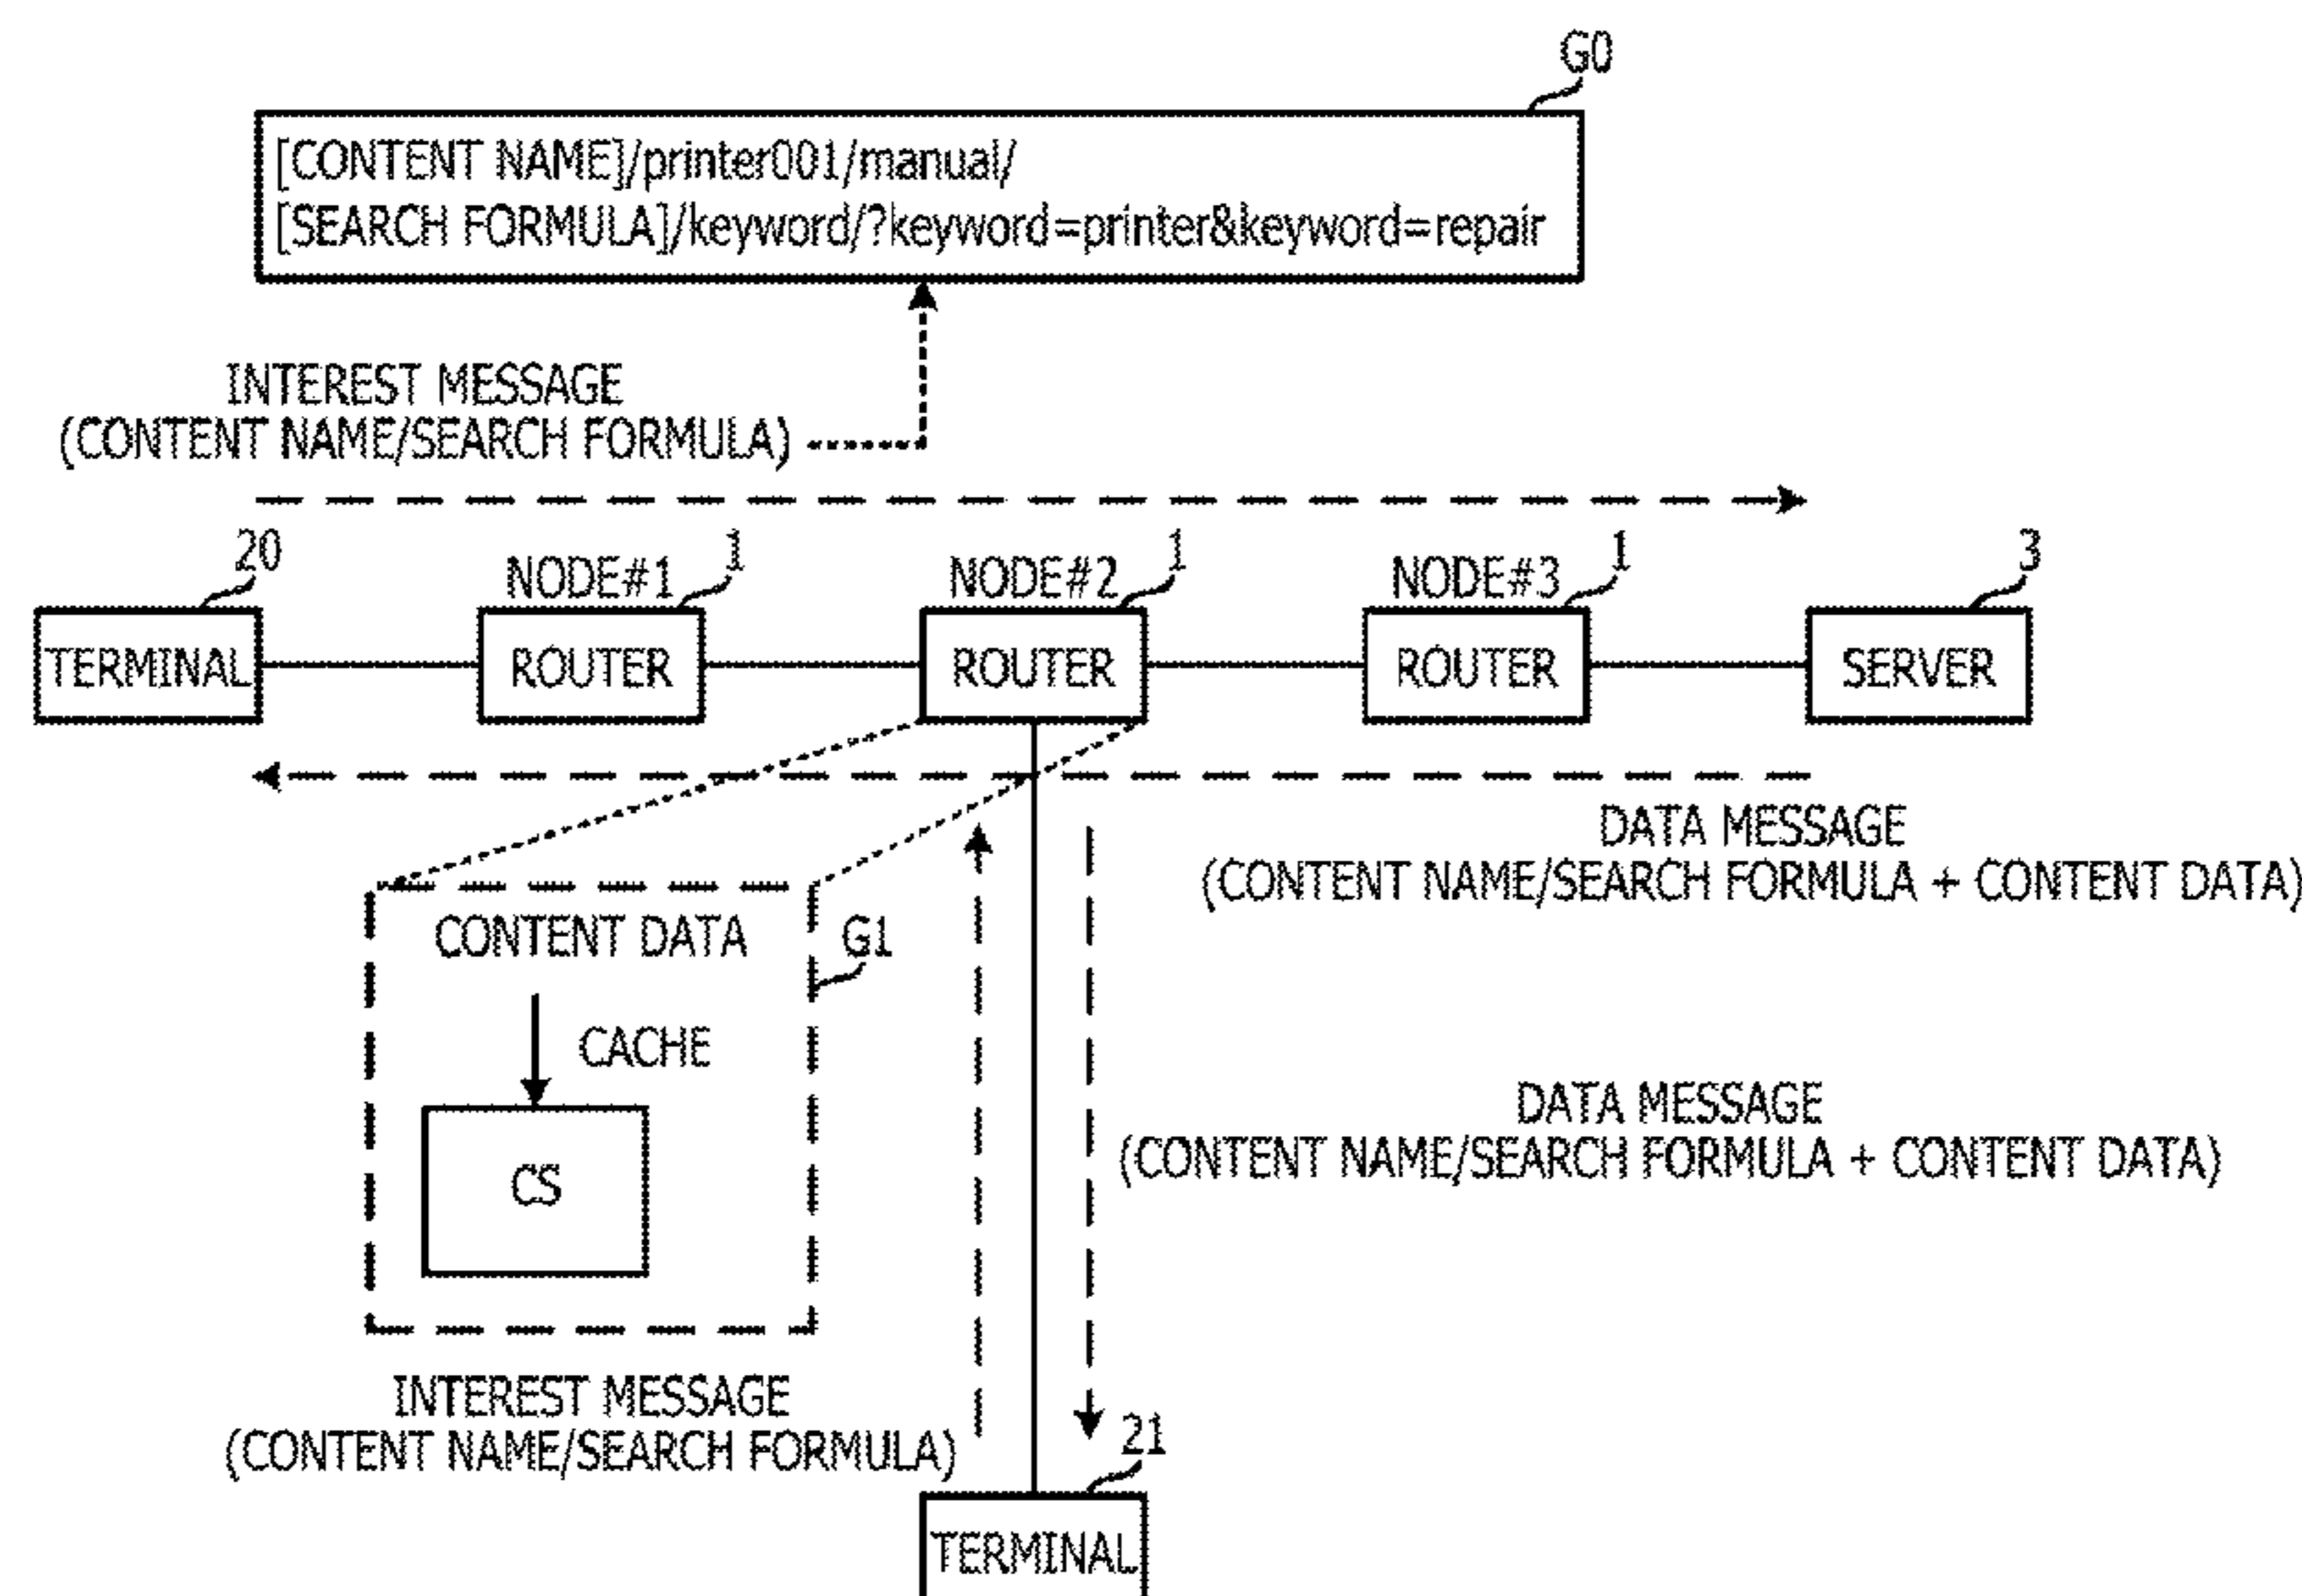 G0
[CONTENT NAME]/printer001/manual/
[SEARCH FORMULA]/keyword/?keyword=printer&keyword=repair
INTEREST MESSAGE
(CONTENT NAME/SEARCH FORMULA)
20
NODE#1
1
NODE#2
1
NODE#3
1
3
TERMINAL
ROUTER
ROUTER
ROUTER
SERVER
DATA MESSAGE
(CONTENT NAME/SEARCH FORMULA + CONTENT DATA)
CONTENT DATA
G1
CACHE
CS
DATA MESSAGE
(CONTENT NAME/SEARCH FORMULA + CONTENT DATA)
INTEREST MESSAGE
(CONTENT NAME/SEARCH FORMULA)
21
TERMINAL